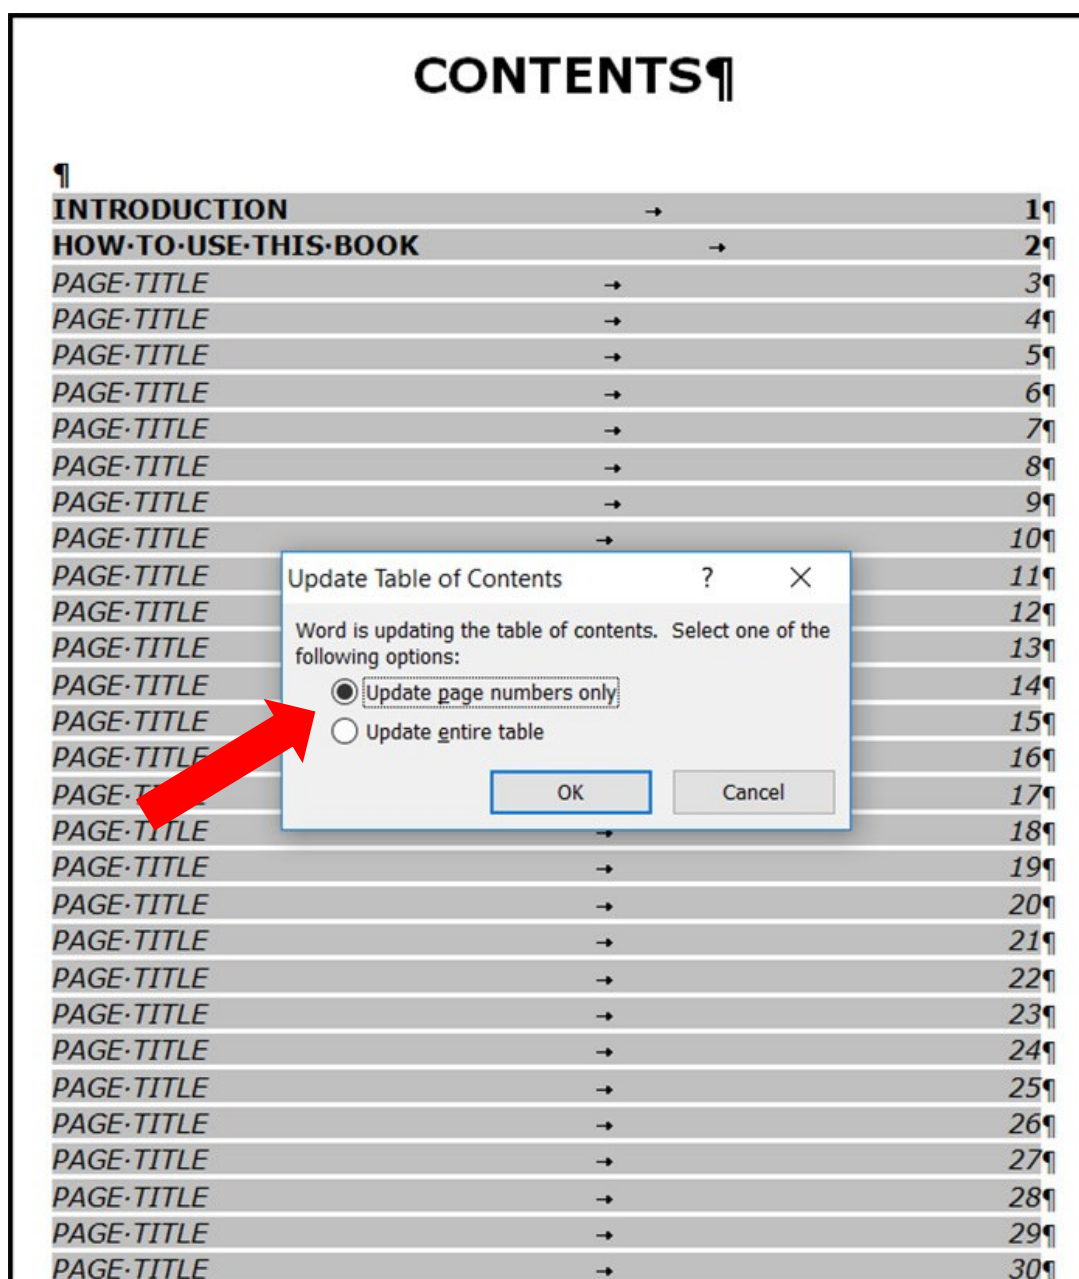 CONTENTS¶
¶
INTRODUCTION → 1¶
HOW·TO·USE·THIS·BOOK → 2¶
PAGE·TITLE → 3¶
PAGE·TITLE → 4¶
PAGE·TITLE → 5¶
PAGE·TITLE → 6¶
PAGE·TITLE → 7¶
PAGE·TITLE → 8¶
PAGE·TITLE → 9¶
PAGE·TITLE → 10¶
PAGE·TITLE 11¶
PAGE·TITLE 12¶
PAGE·TITLE 13¶
PAGE·TITLE 14¶
PAGE·TITLE 15¶
PAGE·TITLE 16¶
PAGE·TITLE 17¶
Update Table of Contents ? ×
Word is updating the table of contents. Select one of the
following options:
Update page numbers only
Update entire table
OK Cancel
PAGE·TITLE → 18¶
PAGE·TITLE → 19¶
PAGE·TITLE → 20¶
PAGE·TITLE → 21¶
PAGE·TITLE → 22¶
PAGE·TITLE → 23¶
PAGE·TITLE → 24¶
PAGE·TITLE → 25¶
PAGE·TITLE → 26¶
PAGE·TITLE → 27¶
PAGE·TITLE → 28¶
PAGE·TITLE → 29¶
PAGE·TITLE → 30¶